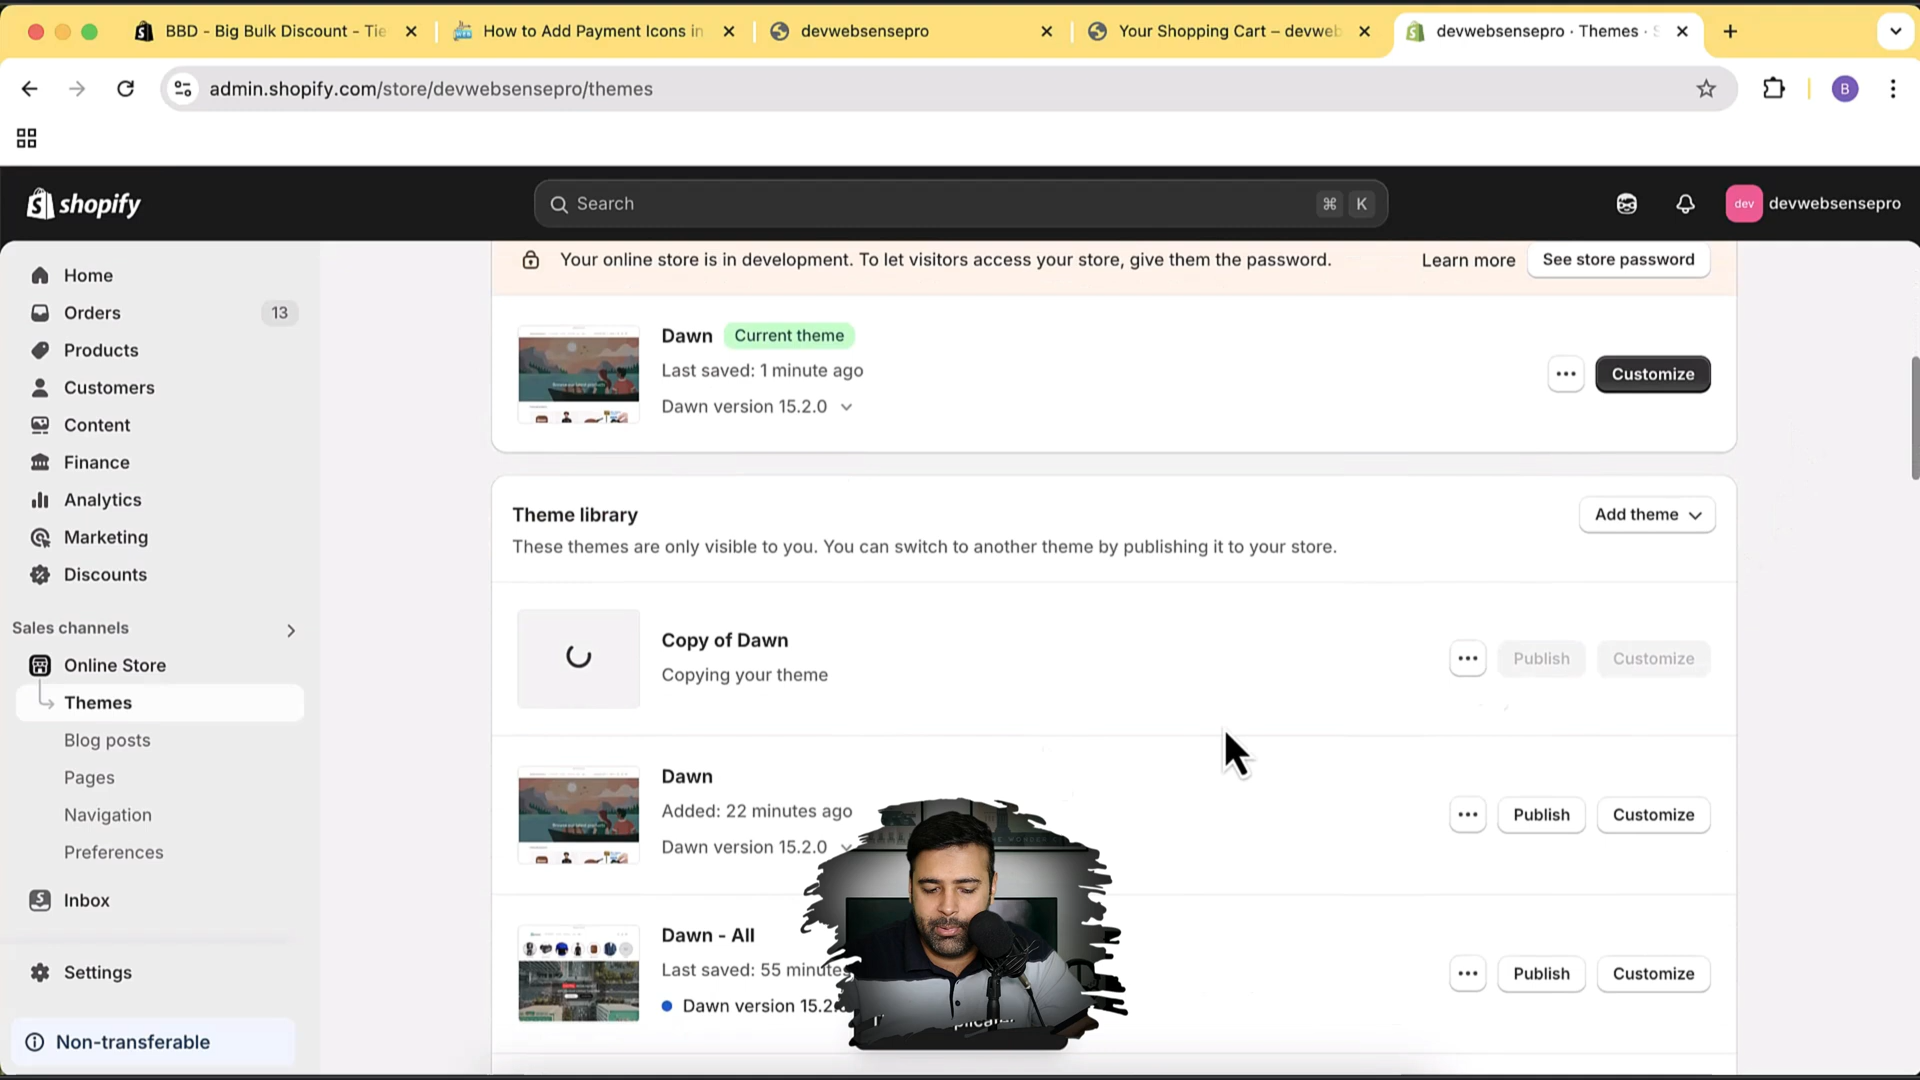 BBD - Big Bulk Discount - Tie
How to Add Payment Icons in
devwebsensepro
Your Shopping Cart – devweb
devwebsensepro · Themes ·
admin.shopify.com/store/devwebsensepro/themes
B
shopify
Search
⌘ K
dev
devwebsensepro
Home
Orders 13
Products
Customers
Content
Finance
Analytics
Marketing
Discounts
Sales channels
Online Store
Themes
Blog posts
Pages
Navigation
Preferences
Inbox
Settings
Non-transferable
Your online store is in development. To let visitors access your store, give them the password.
Learn more
See store password
Dawn Current theme
Last saved: 1 minute ago
Dawn version 15.2.0
Customize
Theme library
Add theme
These themes are only visible to you. You can switch to another theme by publishing it to your store.
Copy of Dawn
Copying your theme
Publish Customize
Dawn
Added: 22 minutes ago
Dawn version 15.2.0
Publish Customize
Dawn - All
Last saved: 55 minutes
Dawn version 15.2.
Publish Customize